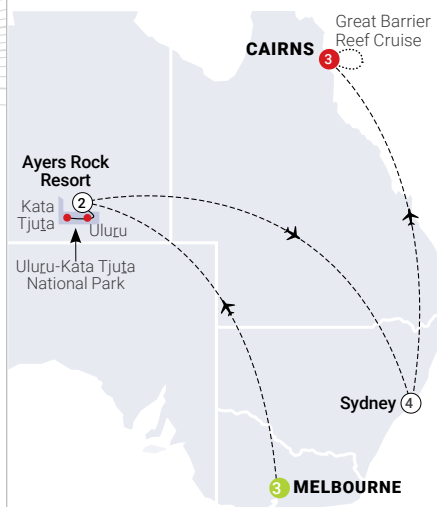 Great Barrier
Reef Cruise
CAIRNS
3
Ayers Rock
Resort
2
Kata
Tjuṯa
Uluṟu
Uluṟu-Kata Tjuṯa
National Park
Sydney
4
3
MELBOURNE